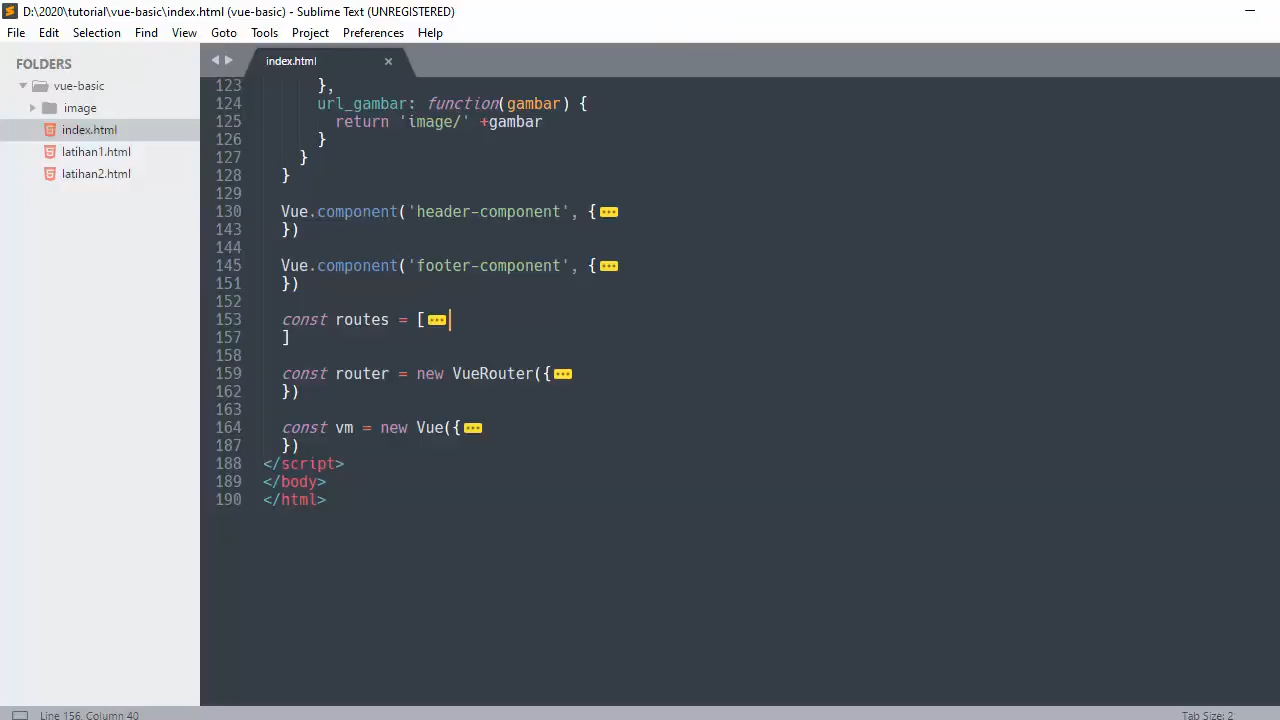 D:\2020\tutorial\vue-basic\index.html (vue-basic) - Sublime Text (UNREGISTERED)
File Edit Selection Find View Goto Tools Project Preferences Help
FOLDERS
vue-basic
image
index.html
latihan1.html
latihan2.html
index.html
123 },
124 url_gambar: function(gambar) {
125 return 'image/' +gambar
126 }
127 }
128 }
129
130 Vue.component('header-component', {
143 })
144
145 Vue.component('footer-component', {
151 })
152
153 const routes = [
157 ]
158
159 const router = new VueRouter({
162 })
163
164 const vm = new Vue({
187 })
188 </script>
189 </body>
190 </html>
Line 156, Column 40
Tab Size: 2